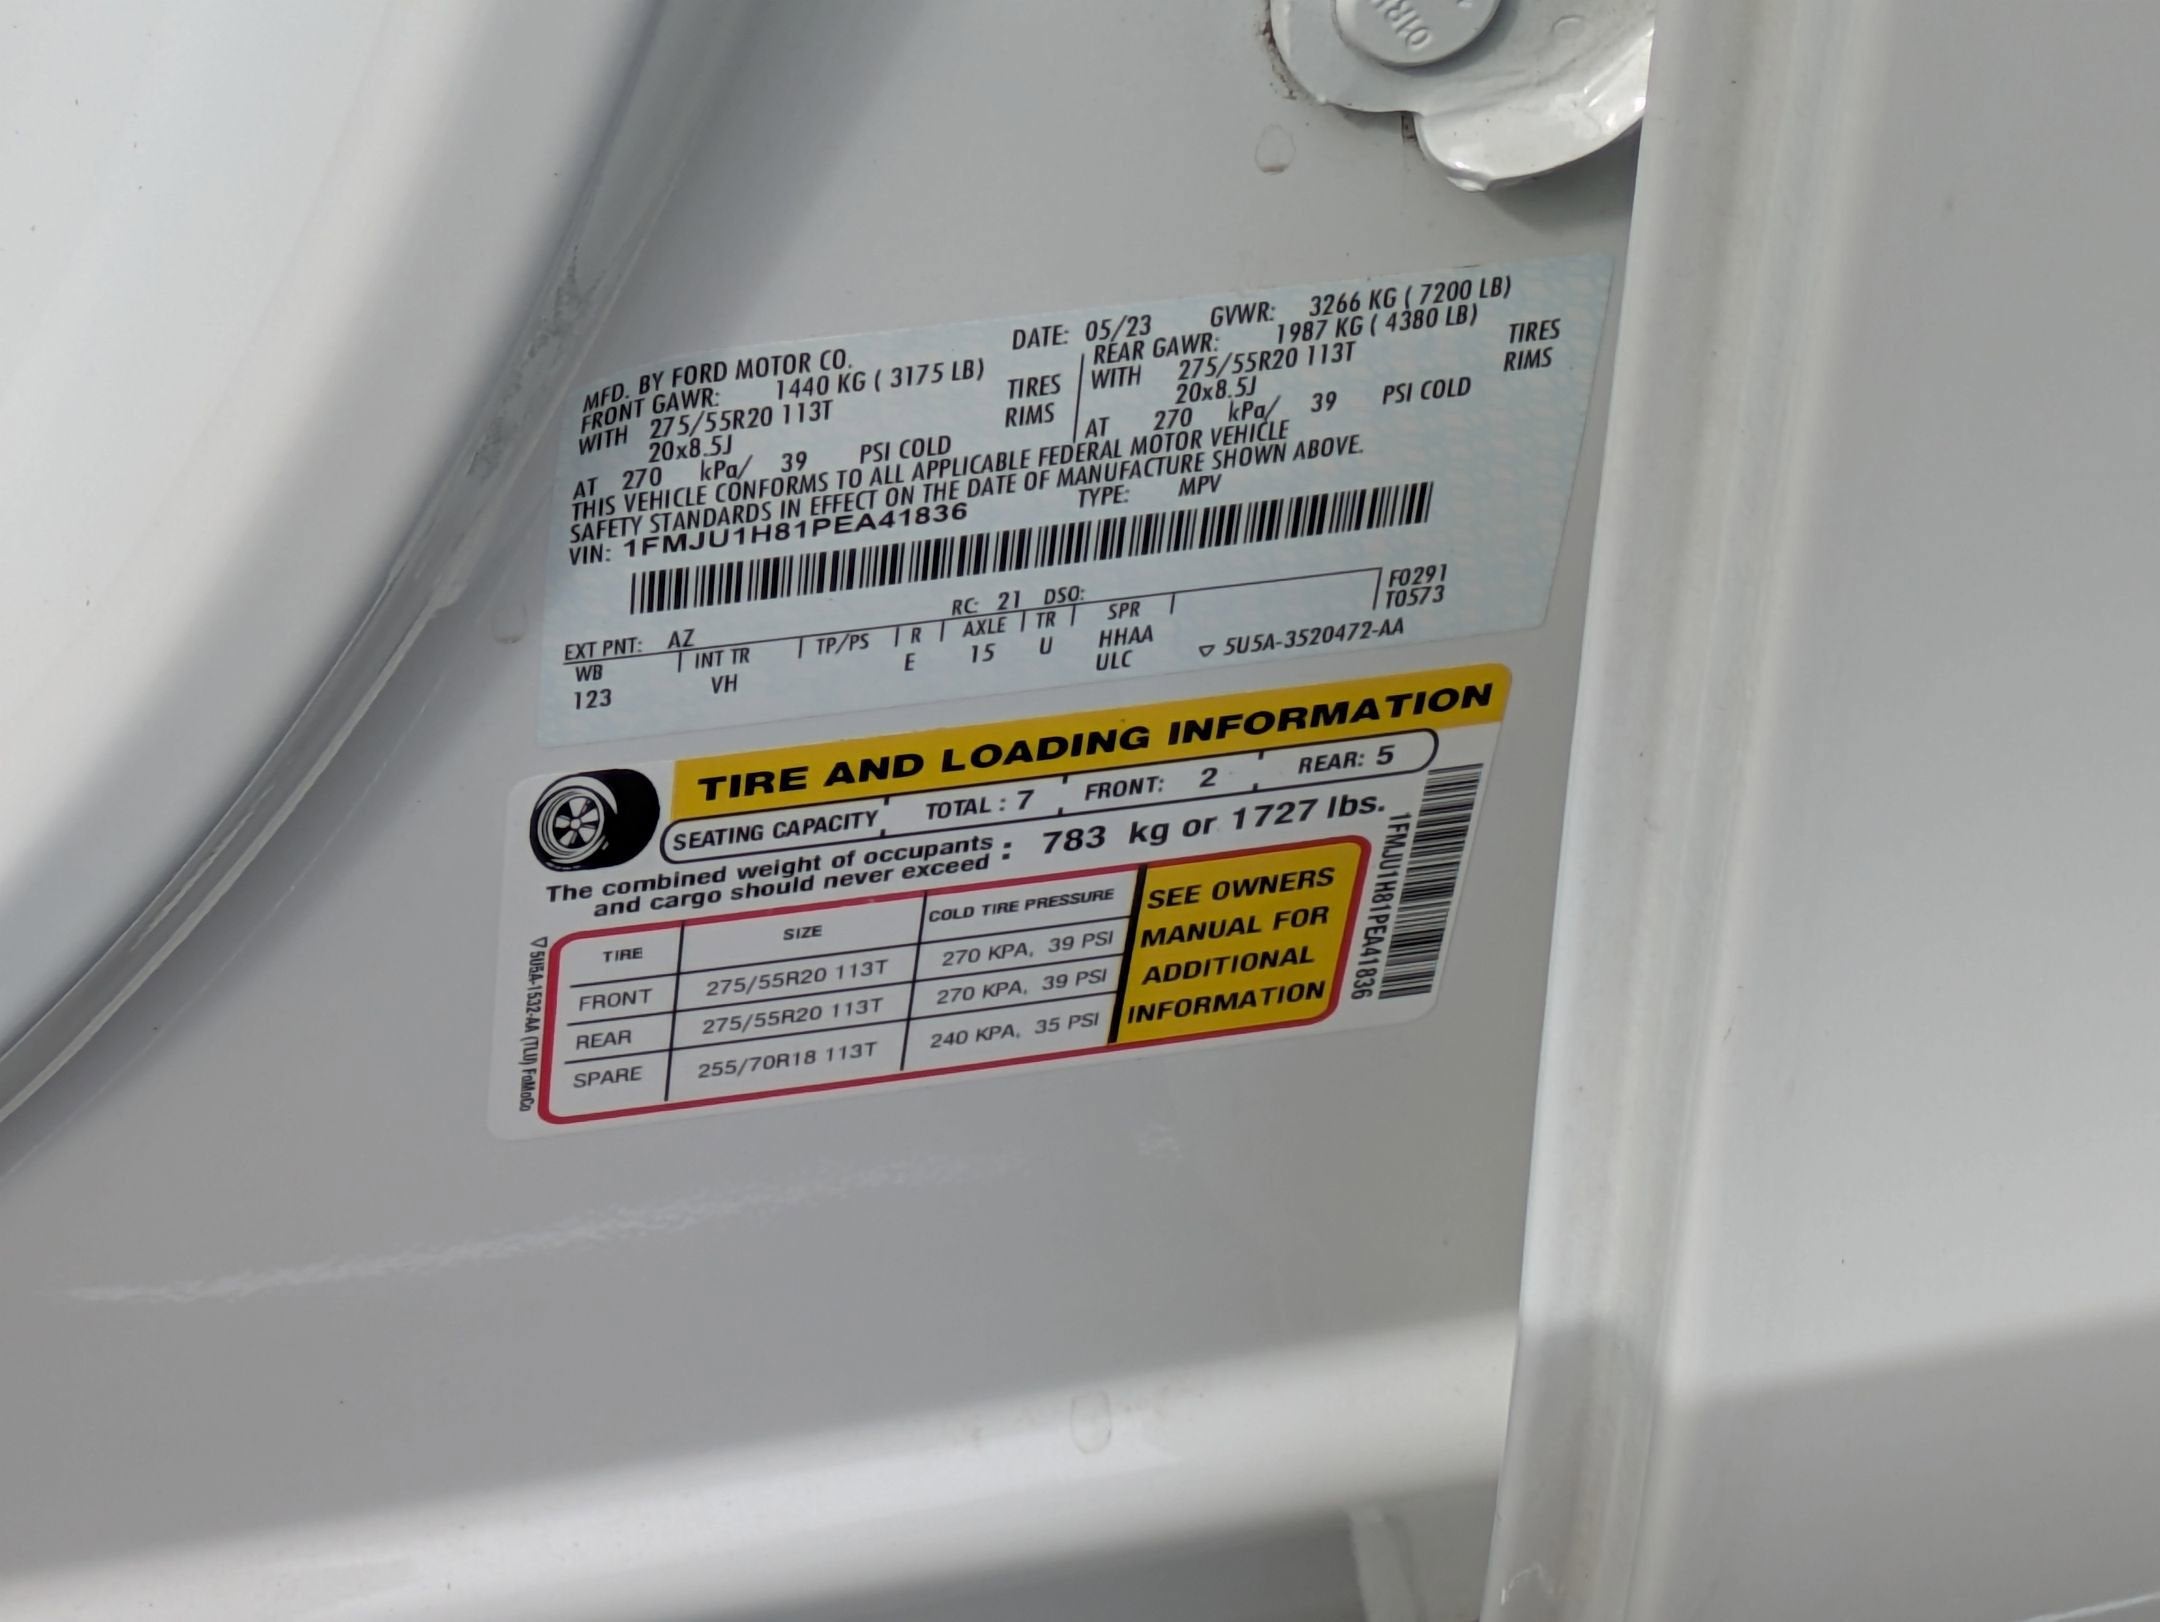 MFD. BY FORD MOTOR CO. DATE: 05/23 GVWR: 3266 KG ( 7200 LB)
FRONT GAWR: 1440 KG ( 3175 LB) REAR GAWR: 1987 KG ( 4380 LB)
WITH 275/55R20 113T TIRES WITH 275/55R20 113T TIRES
20x8.5J RIMS 20x8.5J RIMS
AT 270 kPa/ 39 PSI COLD AT 270 kPa/ 39 PSI COLD
THIS VEHICLE CONFORMS TO ALL APPLICABLE FEDERAL MOTOR VEHICLE
SAFETY STANDARDS IN EFFECT ON THE DATE OF MANUFACTURE SHOWN ABOVE.
VIN: 1FMJU1H81PEA41836 TYPE: MPV
EXT PNT: AZ RC: 21 DSO: F0291
WB INT TR TP/PS R AXLE TR SPR T0573
123 VH E 15 U HHAA
ULC ▽ 5U5A-3520472-AA
TIRE AND LOADING INFORMATION
SEATING CAPACITY TOTAL : 7 FRONT: 2 REAR: 5
The combined weight of occupants
and cargo should never exceed : 783 kg or 1727 lbs.
TIRE SIZE COLD TIRE PRESSURE
FRONT 275/55R20 113T 270 KPA, 39 PSI
REAR 275/55R20 113T 270 KPA, 39 PSI
SPARE 255/70R18 113T 240 KPA, 35 PSI
SEE OWNERS
MANUAL FOR
ADDITIONAL
INFORMATION
1FMJU1H81PEA41836
▽5U5A-1532-AA (TLU) FoMoCo